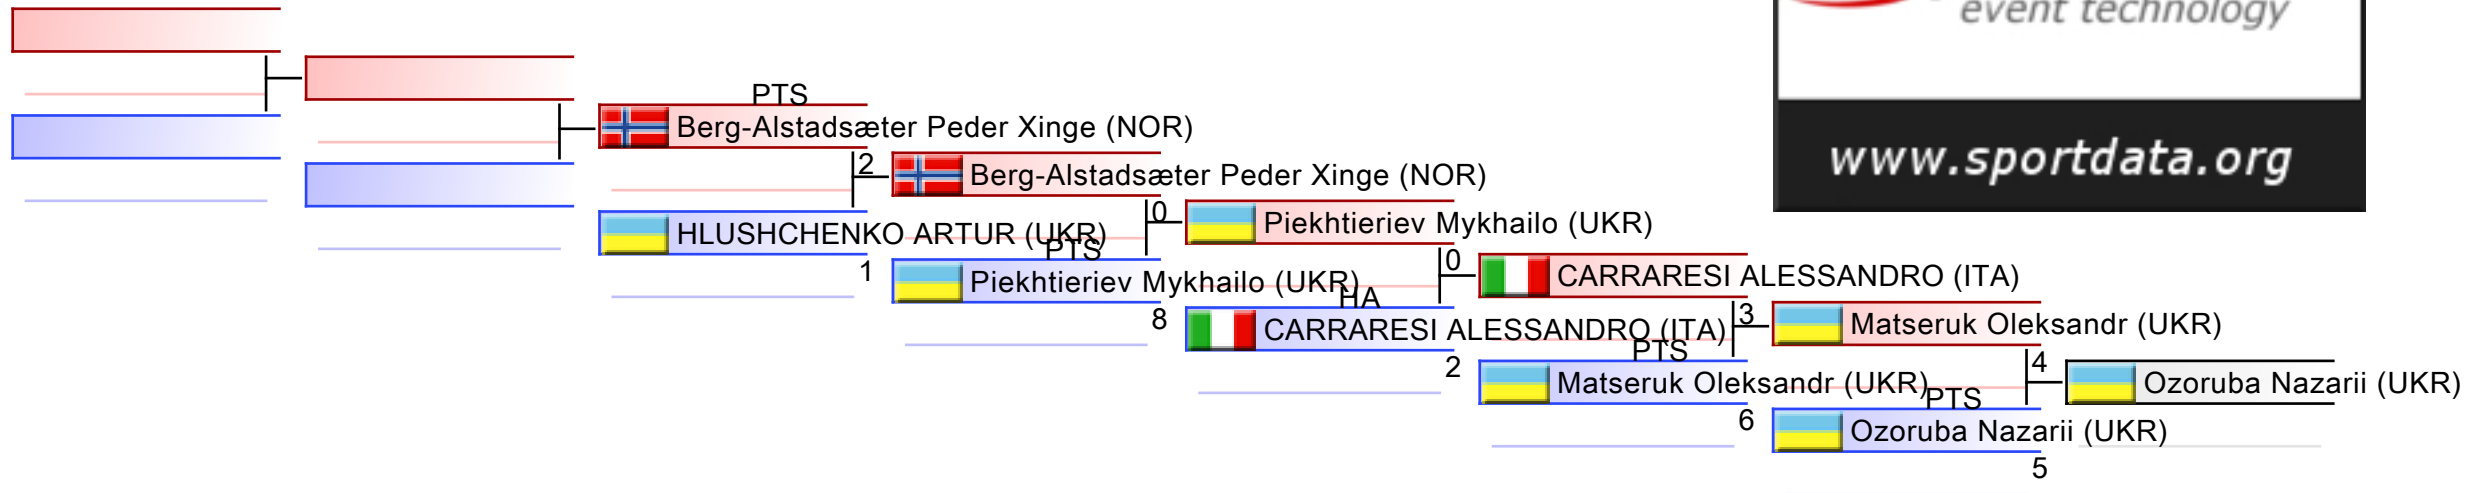 event technology
www.sportdata.org
PTS
Berg-Alstadsæter Peder Xinge (NOR)
2
HLUSHCHENKO ARTUR (UKR)
1
Berg-Alstadsæter Peder Xinge (NOR)
0
PTS
Piekhtieriev Mykhailo (UKR)
8
Piekhtieriev Mykhailo (UKR)
0
HA
CARRARESI ALESSANDRO (ITA)
2
CARRARESI ALESSANDRO (ITA)
3
PTS
Matseruk Oleksandr (UKR)
6
Matseruk Oleksandr (UKR)
4
PTS
Ozoruba Nazarii (UKR)
5
Ozoruba Nazarii (UKR)